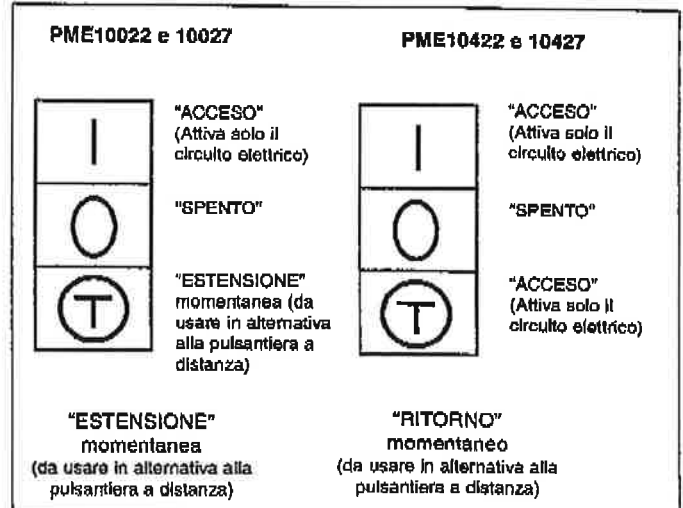 PME10022 e 10027
I
"ACCESO"
(Attiva solo il
circuito elettrico)
O
"SPENTO"
T
"ESTENSIONE"
momentanea (da
usare in alternativa
alla pulsantiera a
distanza)
"ESTENSIONE"
momentanea
(da usare in alternativa alla
pulsantiera a distanza)
PME10422 e 10427
I
"ACCESO"
(Attiva solo il
circuito elettrico)
O
"SPENTO"
T
"ACCESO"
(Attiva solo il
circuito elettrico)
"RITORNO"
momentaneo
(da usare in alternativa alla
pulsantiera a distanza)